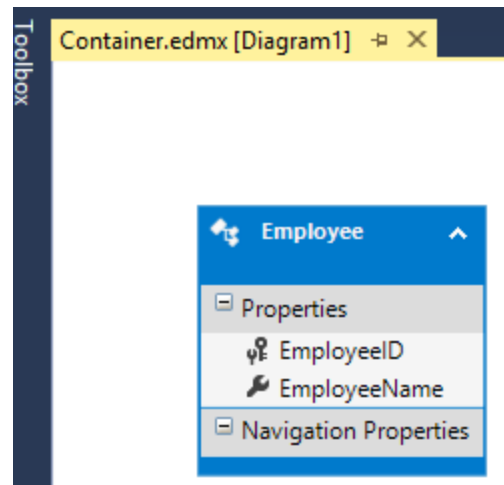 Toolbox
Container.edmx [Diagram1]
Employee
Properties
EmployeeID
EmployeeName
Navigation Properties